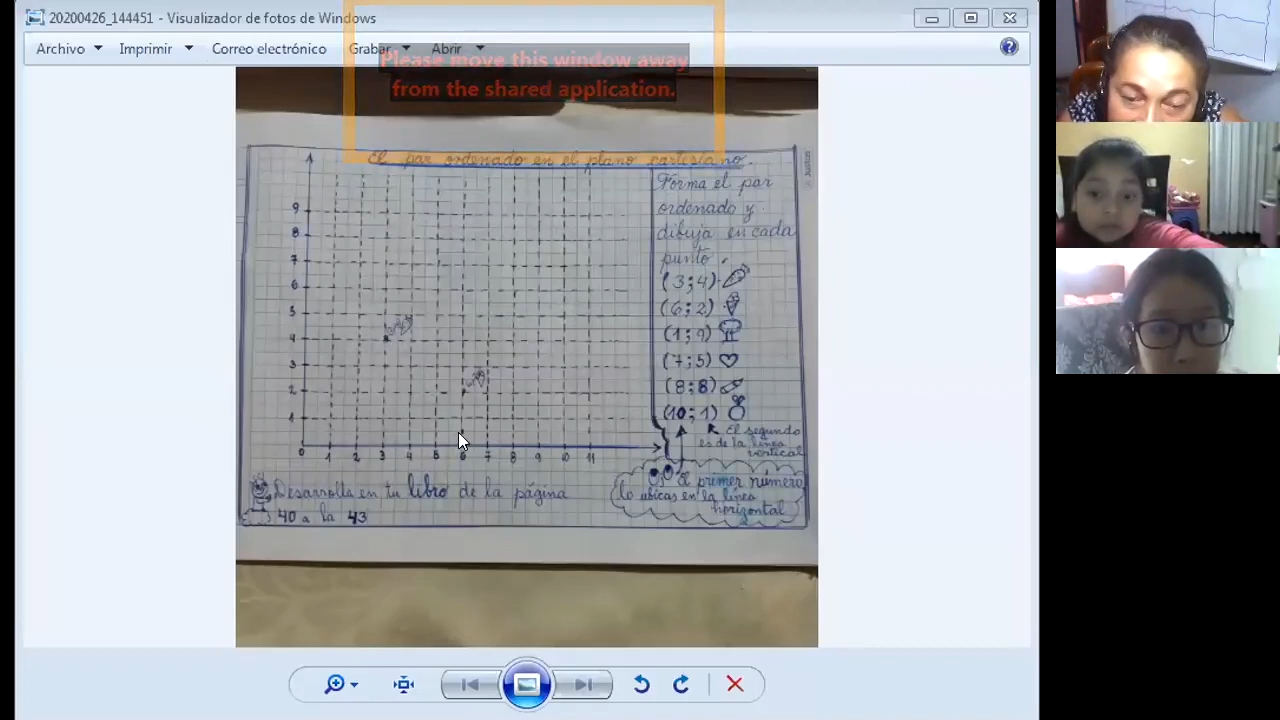 20200426_144451 - Visualizador de fotos de Windows
Archivo Imprimir Correo electrónico Grabar Abrir
Please move this window away
from the shared application.
El par ordenado en el plano cartesiano.
Forma el par
ordenado y
dibuja en cada
punto.
(3;4)
(6;2)
(1;9)
(7;5)
(8;8)
(10;1)
El segundo
es de la línea
vertical
El primer número
lo ubicas en la línea
horizontal
9
8
7
6
5
4
3
2
1
0 1 2 3 4 5 6 7 8 9 10 11
Desarrolla en tu libro de la página
40 a la 43